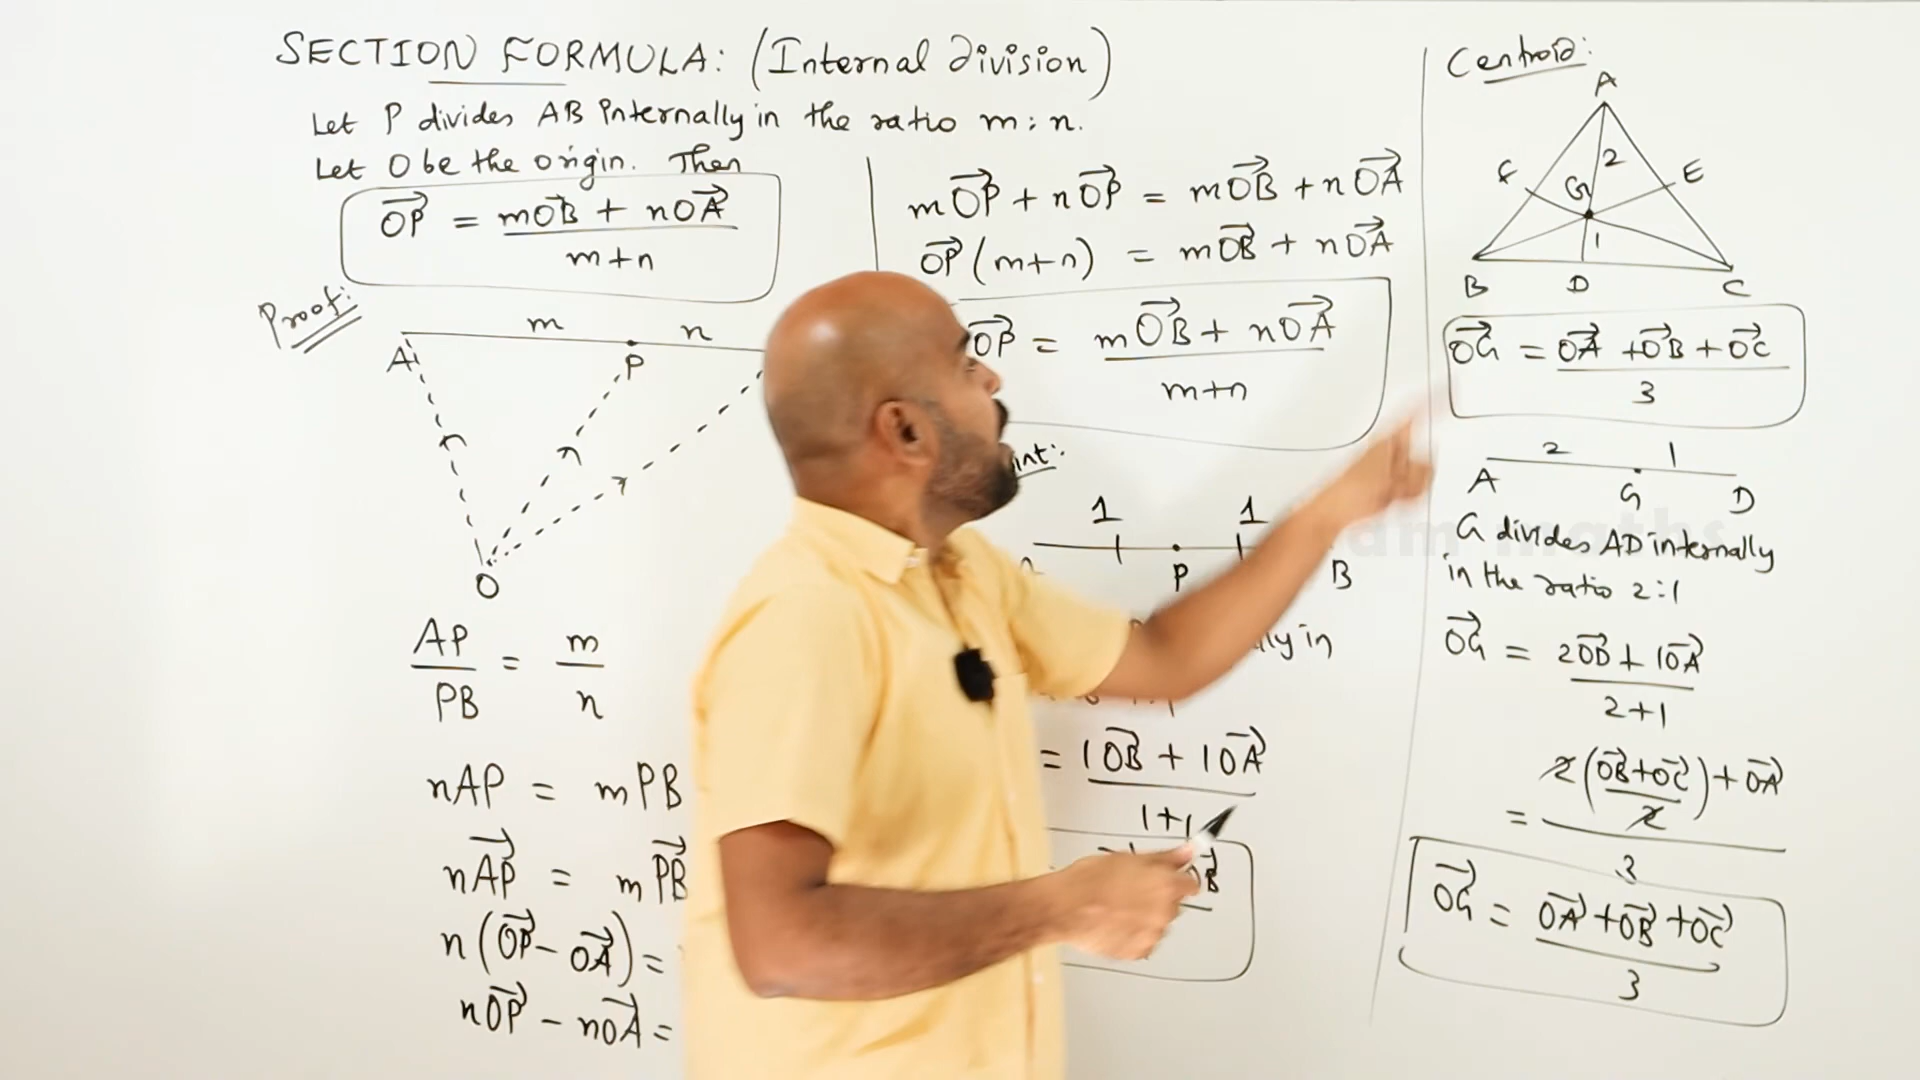 SECTION FORMULA: (Internal Division)
Let P divides AB Internally in the ratio m:n.
Let O be the origin. Then
OP⃗ = mOB⃗ + nOA⃗
m+n
Proof:
m n
A P
O
AP = m
PB n
nAP = mPB
nAP⃗ = mPB⃗
n(OP⃗ - OA⃗) =
nOP⃗ - nOA⃗ =
mOP⃗ + nOP⃗ = mOB⃗ + nOA⃗
OP⃗(m+n) = mOB⃗ + nOA⃗
OP⃗ = mOB⃗ + nOA⃗
m+n
1 1
P B
in
= 1OB⃗ + 1OA⃗
1+1
OB⃗
Centroid:
A
F 2 E
G
1
B D C
OG⃗ = OA⃗ + OB⃗ + OC⃗
3
2 1
A G D
G divides AD internally
in the ratio 2:1
OG⃗ = 2OD⃗ + 1OA⃗
2+1
= 2(OB⃗+OC⃗) + OA⃗
2
3
OG⃗ = OA⃗ + OB⃗ + OC⃗
3